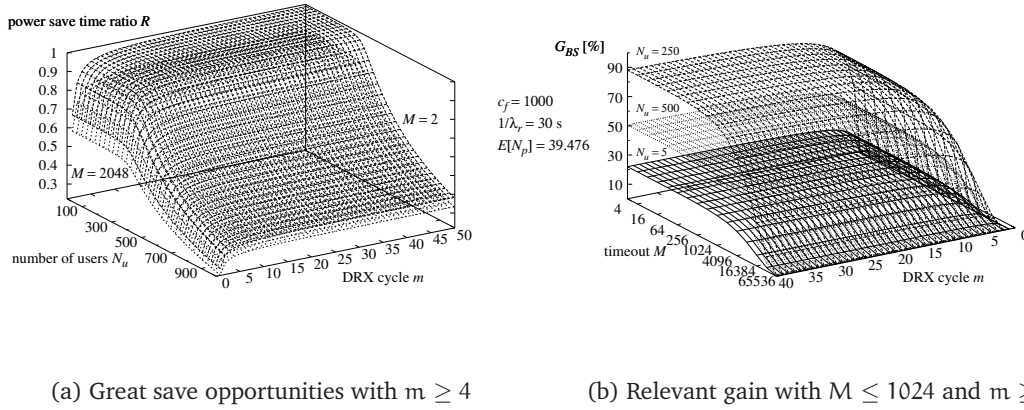 power save time ratio R
1
0.9
0.8
0.7
0.6
0.5
0.4
0.3
M = 2048
M = 2
100
300
500
700
900
number of users N_u
0
5
10
15
20
25
30
35
40
45
50
DRX cycle m
G_BS [%]
N_u = 250
90
70
N_u = 500
50
N_u = 5
30
10
c_f = 1000
1/λ_r = 30 s
E[N_p] = 39.476
4
16
64
256
1024
4096
16384
65536
timeout M
40
35
30
25
20
15
10
5
DRX cycle m
(a) Great save opportunities with m ≥ 4
(b) Relevant gain with M ≤ 1024 and m ≥